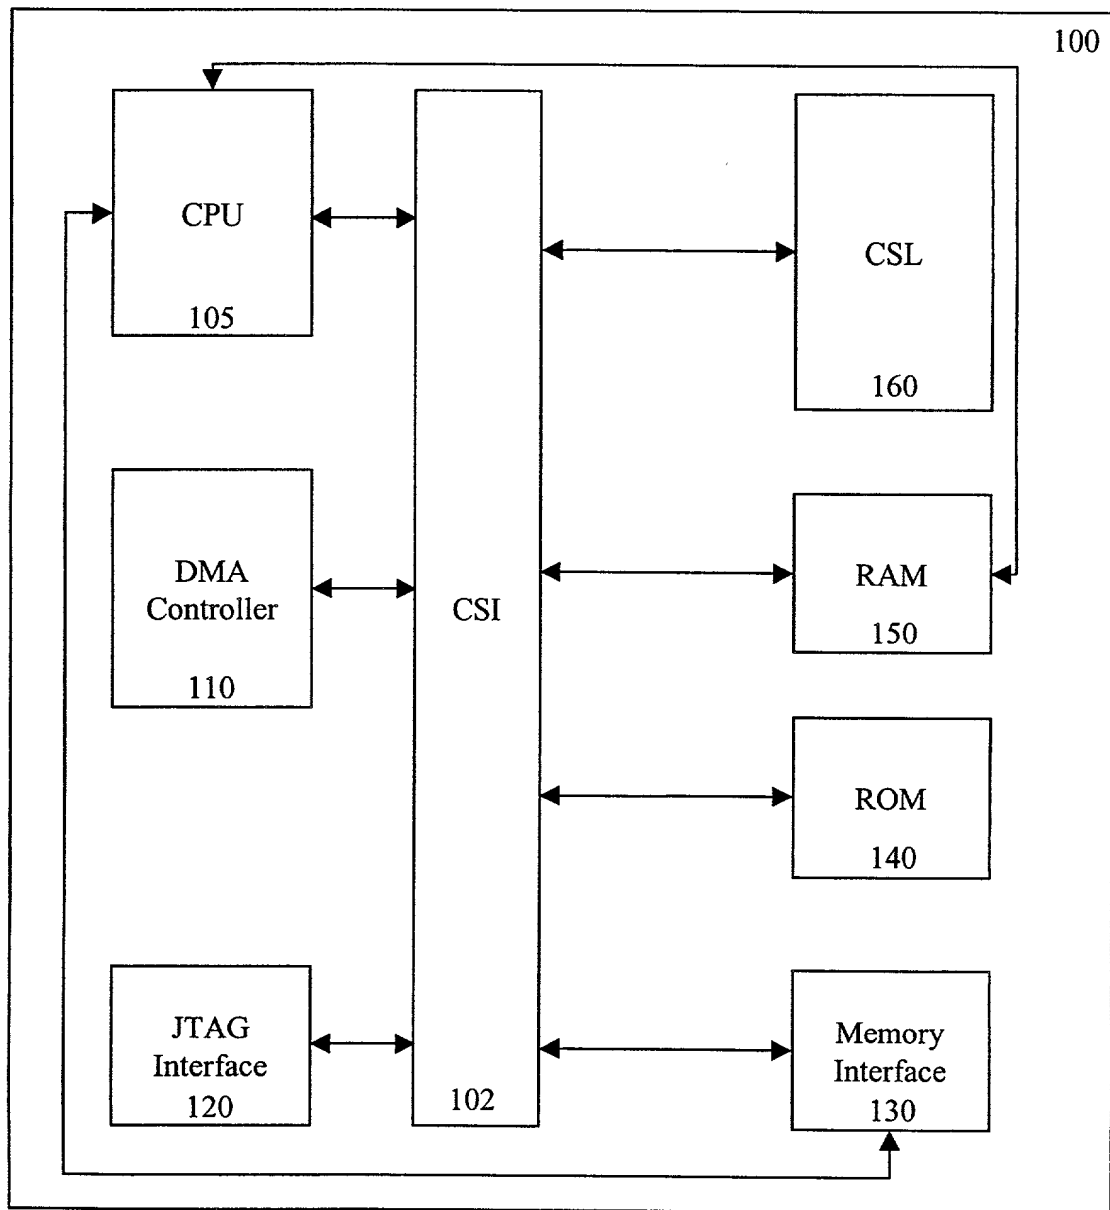 100
CPU
105
CSL
160
DMA
Controller
110
CSI
102
RAM
150
ROM
140
JTAG
Interface
120
Memory
Interface
130